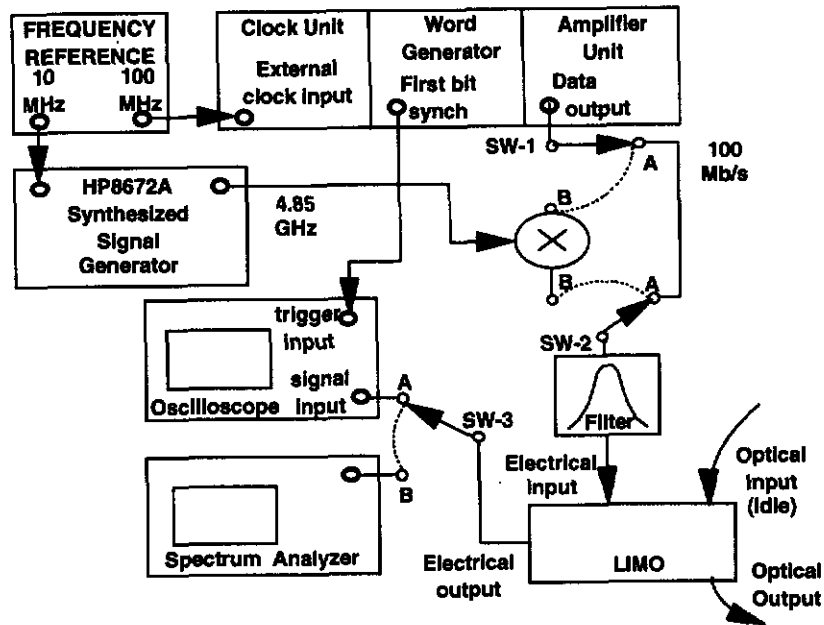 FREQUENCY
REFERENCE
10
MHz
100
MHz
Clock Unit
External
clock input
Word
Generator
First bit
synch
Amplifier
Unit
Data
output
SW-1
A
100
Mb/s
HP8672A
Synthesized
Signal
Generator
4.85
GHz
B
B
A
SW-2
trigger
input
signal
input
Oscilloscope
A
SW-3
B
Filter
Spectrum Analyzer
Electrical
input
Optical
Input
(Idle)
Electrical
output
LIMO
Optical
Output